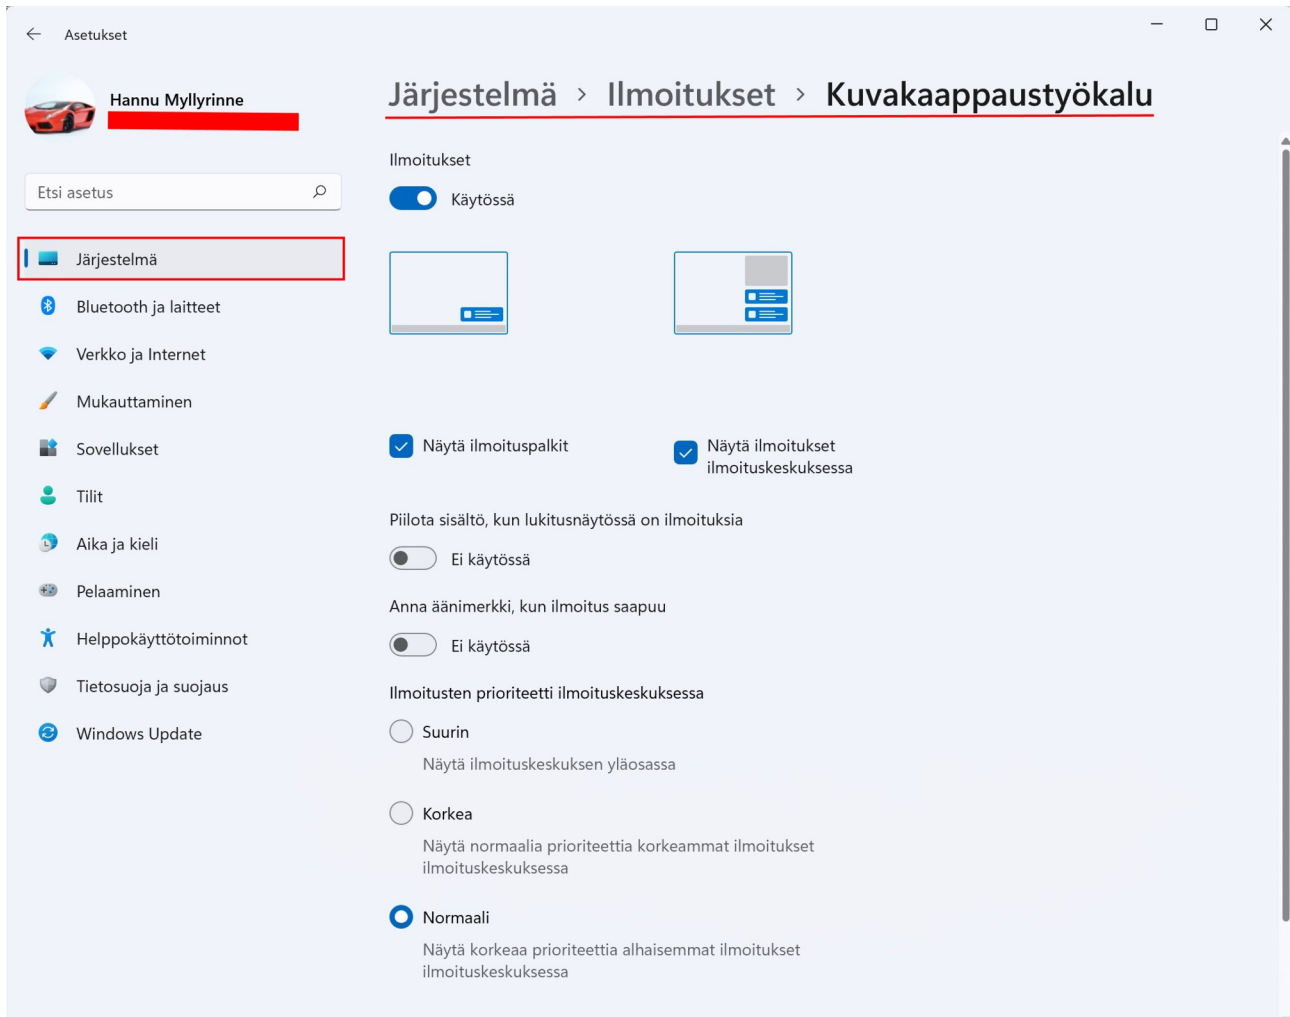 Asetukset
Hannu Myllyrinne
Etsi asetus
Järjestelmä
Bluetooth ja laitteet
Verkko ja Internet
Mukauttaminen
Sovellukset
Tilit
Aika ja kieli
Pelaaminen
Helppokäyttötoiminnot
Tietosuoja ja suojaus
Windows Update
Järjestelmä > Ilmoitukset > Kuvakaappaustyökalu
Ilmoitukset
Käytössä
Näytä ilmoituspalkit
Näytä ilmoitukset
ilmoituskeskuksessa
Piilota sisältö, kun lukitusnäytössä on ilmoituksia
Ei käytössä
Anna äänimerkki, kun ilmoitus saapuu
Ei käytössä
Ilmoitusten prioriteetti ilmoituskeskuksessa
Suurin
Näytä ilmoituskeskuksen yläosassa
Korkea
Näytä normaalia prioriteettia korkeammat ilmoitukset
ilmoituskeskuksessa
Normaali
Näytä korkeaa prioriteettia alhaisemmat ilmoitukset
ilmoituskeskuksessa